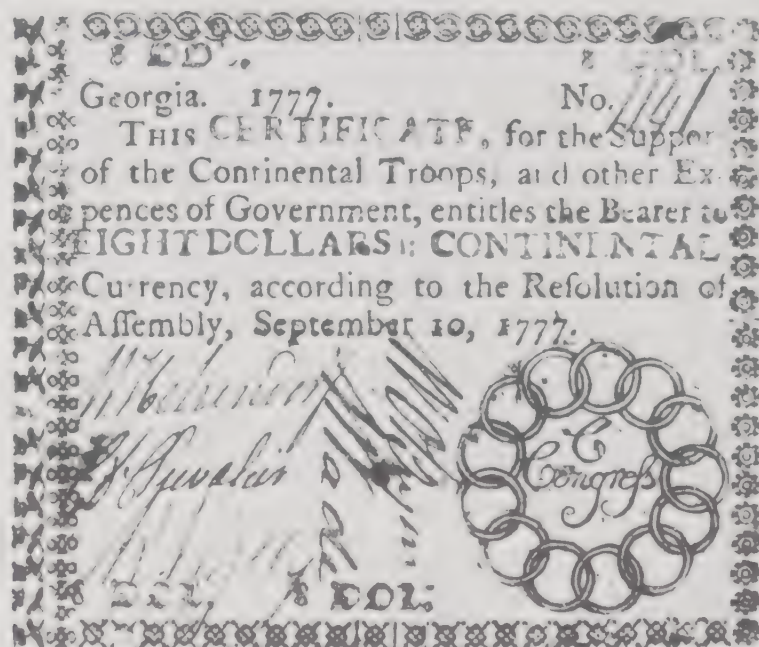 8 DOL.
Georgia. 1777. No.
THIS CERTIFICATE, for the Suppor
of the Continental Troops, and other Ex-
pences of Government, entitles the Bearer to
EIGHT DOLLARS CONTINENTAL
Currency, according to the Reſolution of
Aſſembly, September 10, 1777.
Congreſs
DOL. 8 DOL.